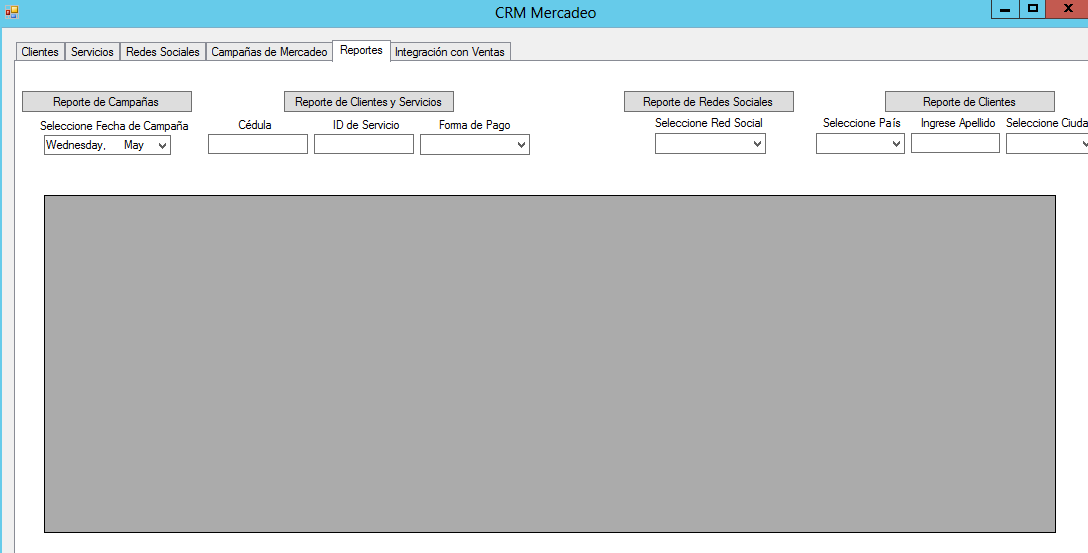 CRM Mercadeo
Clientes Servicios Redes Sociales Campañas de Mercadeo Reportes Integración con Ventas
Reporte de Campañas Reporte de Clientes y Servicios Reporte de Redes Sociales Reporte de Clientes
Seleccione Fecha de Campaña Cédula ID de Servicio Forma de Pago Seleccione Red Social Seleccione País Ingrese Apellido Seleccione Ciuda
Wednesday, May